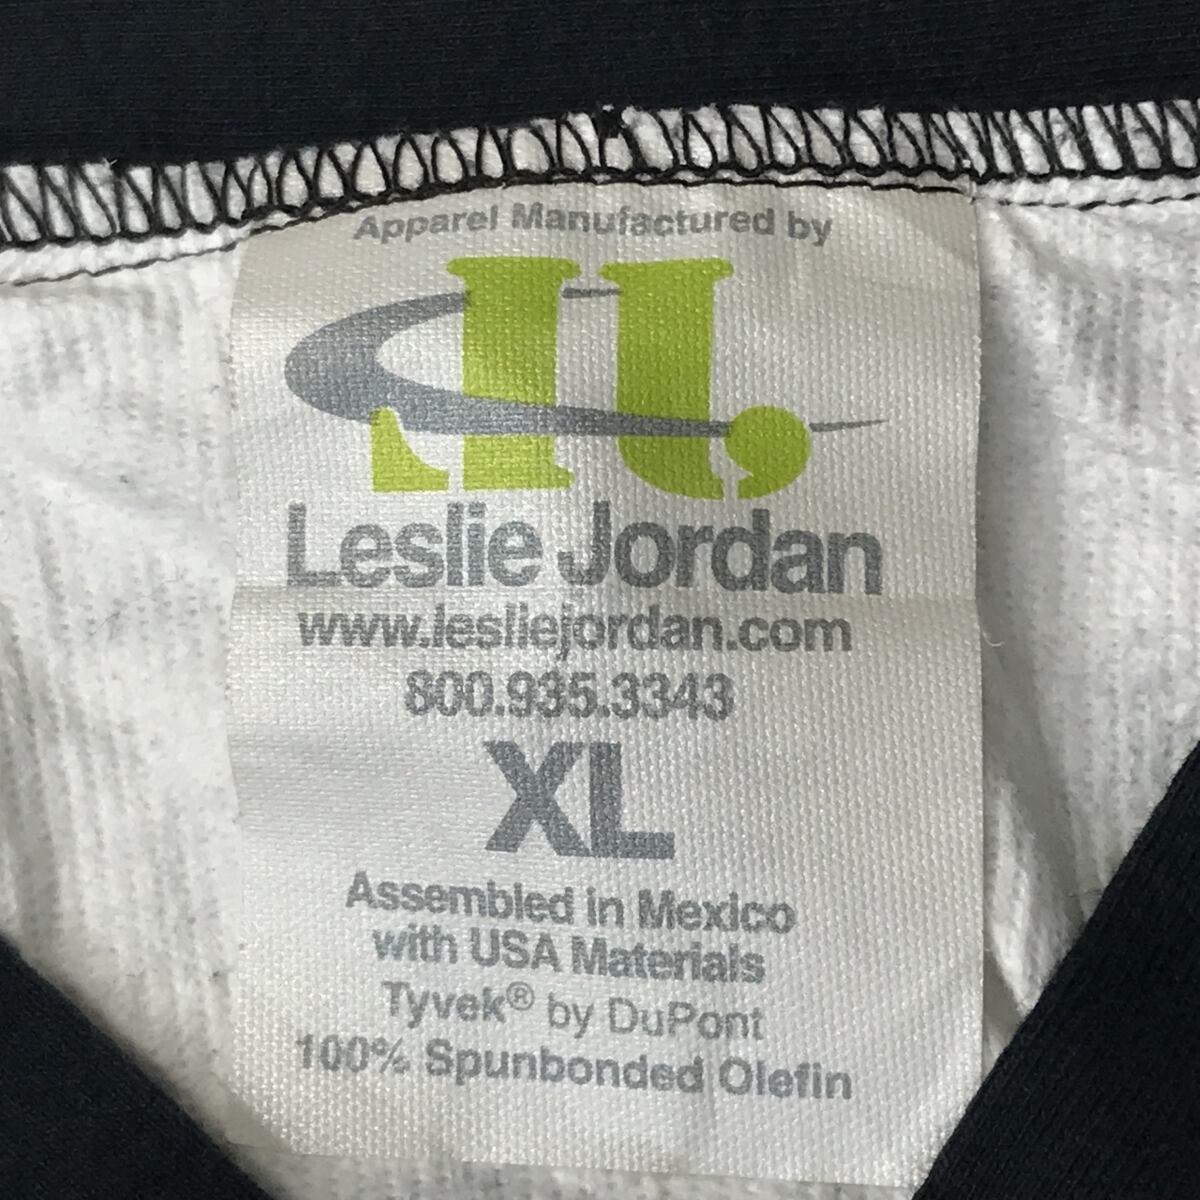 Apparel Manufactured by
LJ.
Leslie Jordan
www.lesliejordan.com
800.935.3343
XL
Assembled in Mexico
with USA Materials
Tyvek® by DuPont
100% Spunbonded Olefin